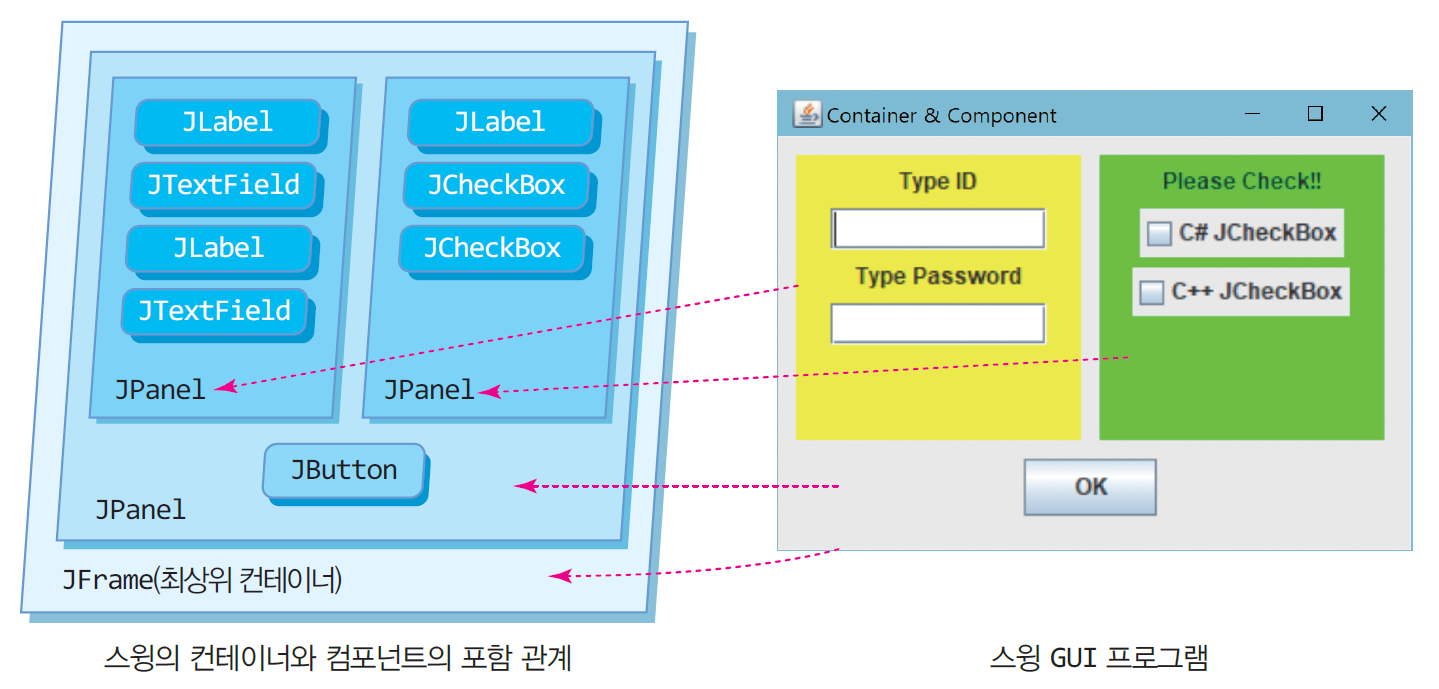 JLabel
JTextField
JLabel
JTextField
JPanel
JLabel
JCheckBox
JCheckBox
JPanel
JButton
JPanel
JFrame(최상위 컨테이너)
스윙의 컨테이너와 컴포넌트의 포함 관계
Container & Component
Type ID
Type Password
Please Check!!
C# JCheckBox
C++ JCheckBox
OK
스윙 GUI 프로그램